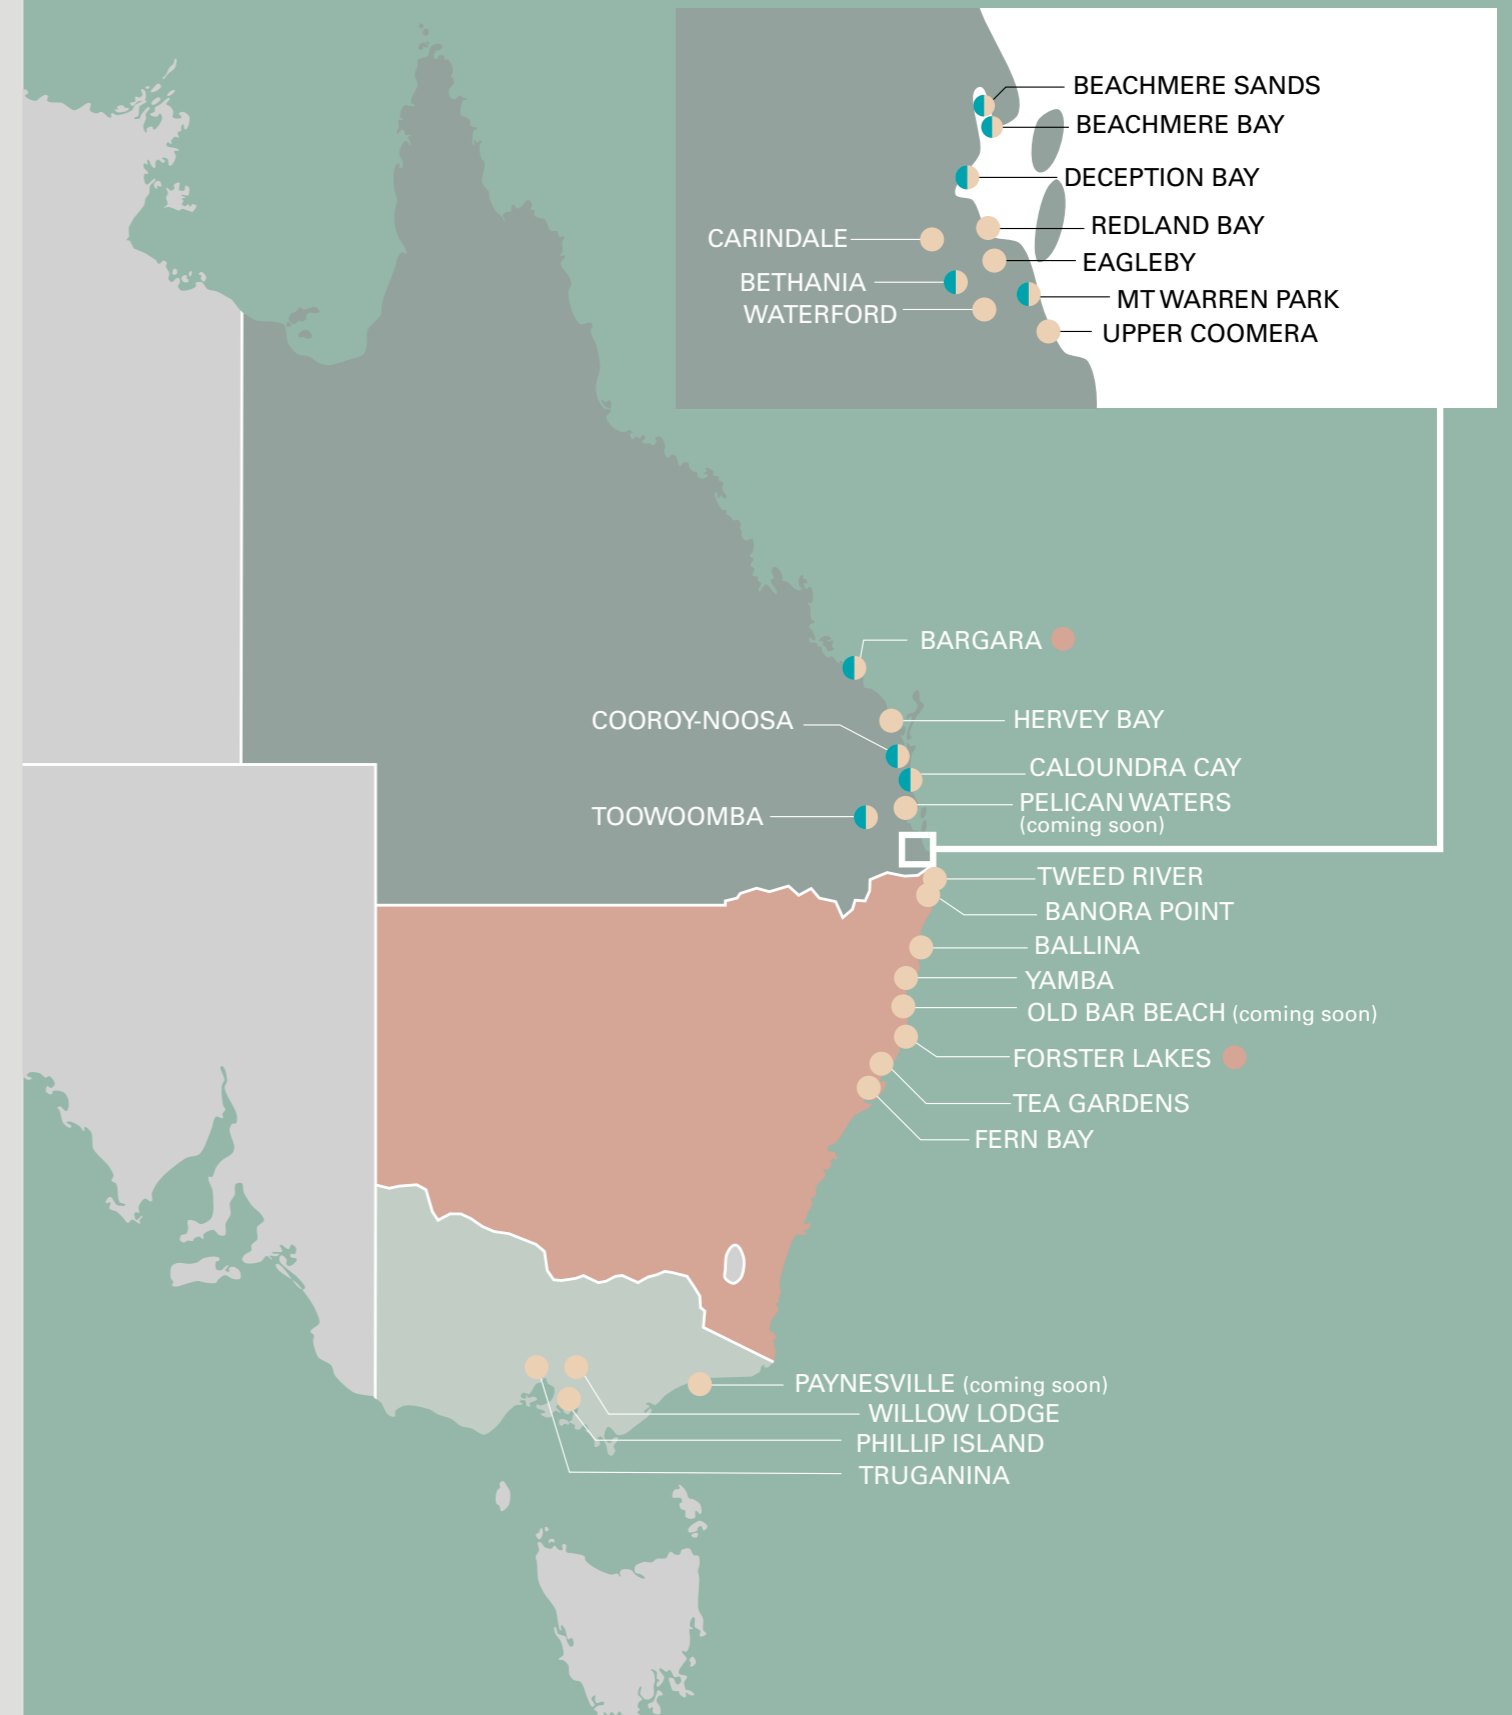 BEACHMERE SANDS
BEACHMERE BAY
DECEPTION BAY
REDLAND BAY
CARINDALE
EAGLEBY
BETHANIA
MT WARREN PARK
WATERFORD
UPPER COOMERA
BARGARA
COOROY-NOOSA
HERVEY BAY
CALOUNDRA CAY
PELICAN WATERS
(coming soon)
TOOWOOMBA
TWEED RIVER
BANORA POINT
BALLINA
YAMBA
OLD BAR BEACH (coming soon)
FORSTER LAKES
TEA GARDENS
FERN BAY
PAYNESVILLE (coming soon)
WILLOW LODGE
PHILLIP ISLAND
TRUGANINA